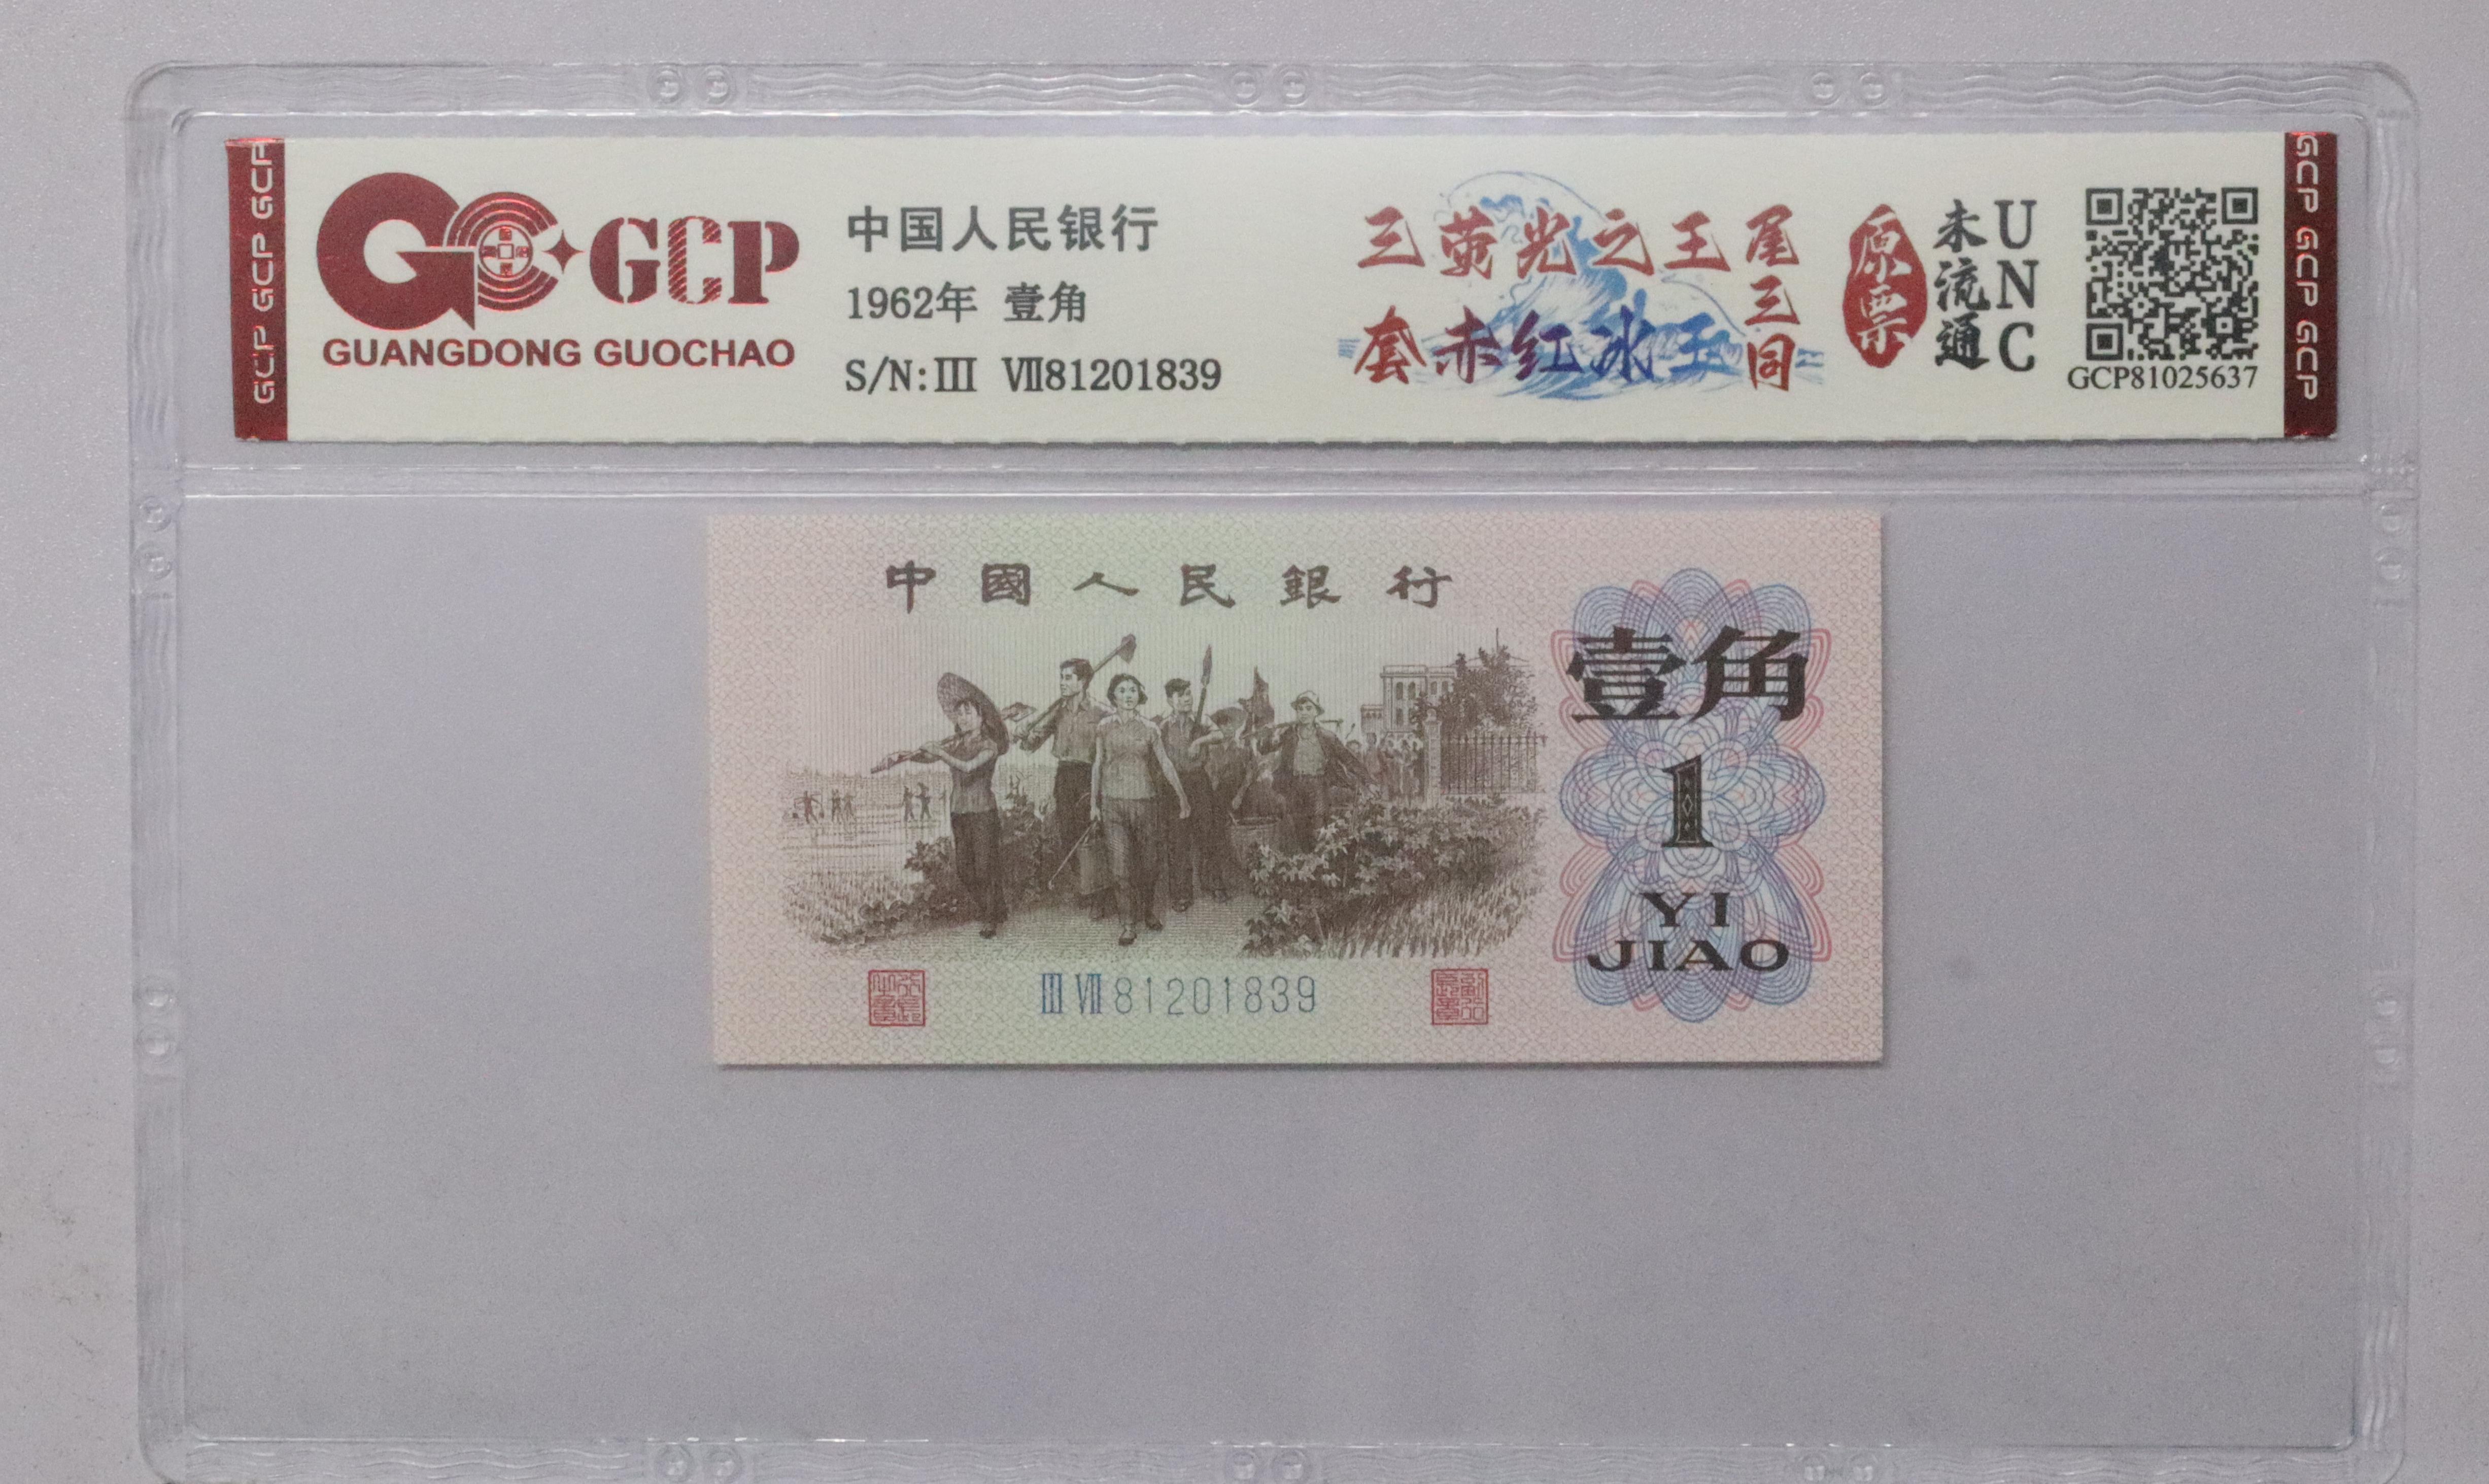 GCP GCP GCP
GCP
GUANGDONG GUOCHAO
中国人民银行
1962年 壹角
S/N:Ⅲ Ⅶ81201839
三荧光之王
套赤红冰玉
尾三同
原票
未流通
UNC
GCP81025637
GCP GCP GCP
中國人民銀行
壹角
1
YI
JIAO
Ⅲ Ⅶ 81201839